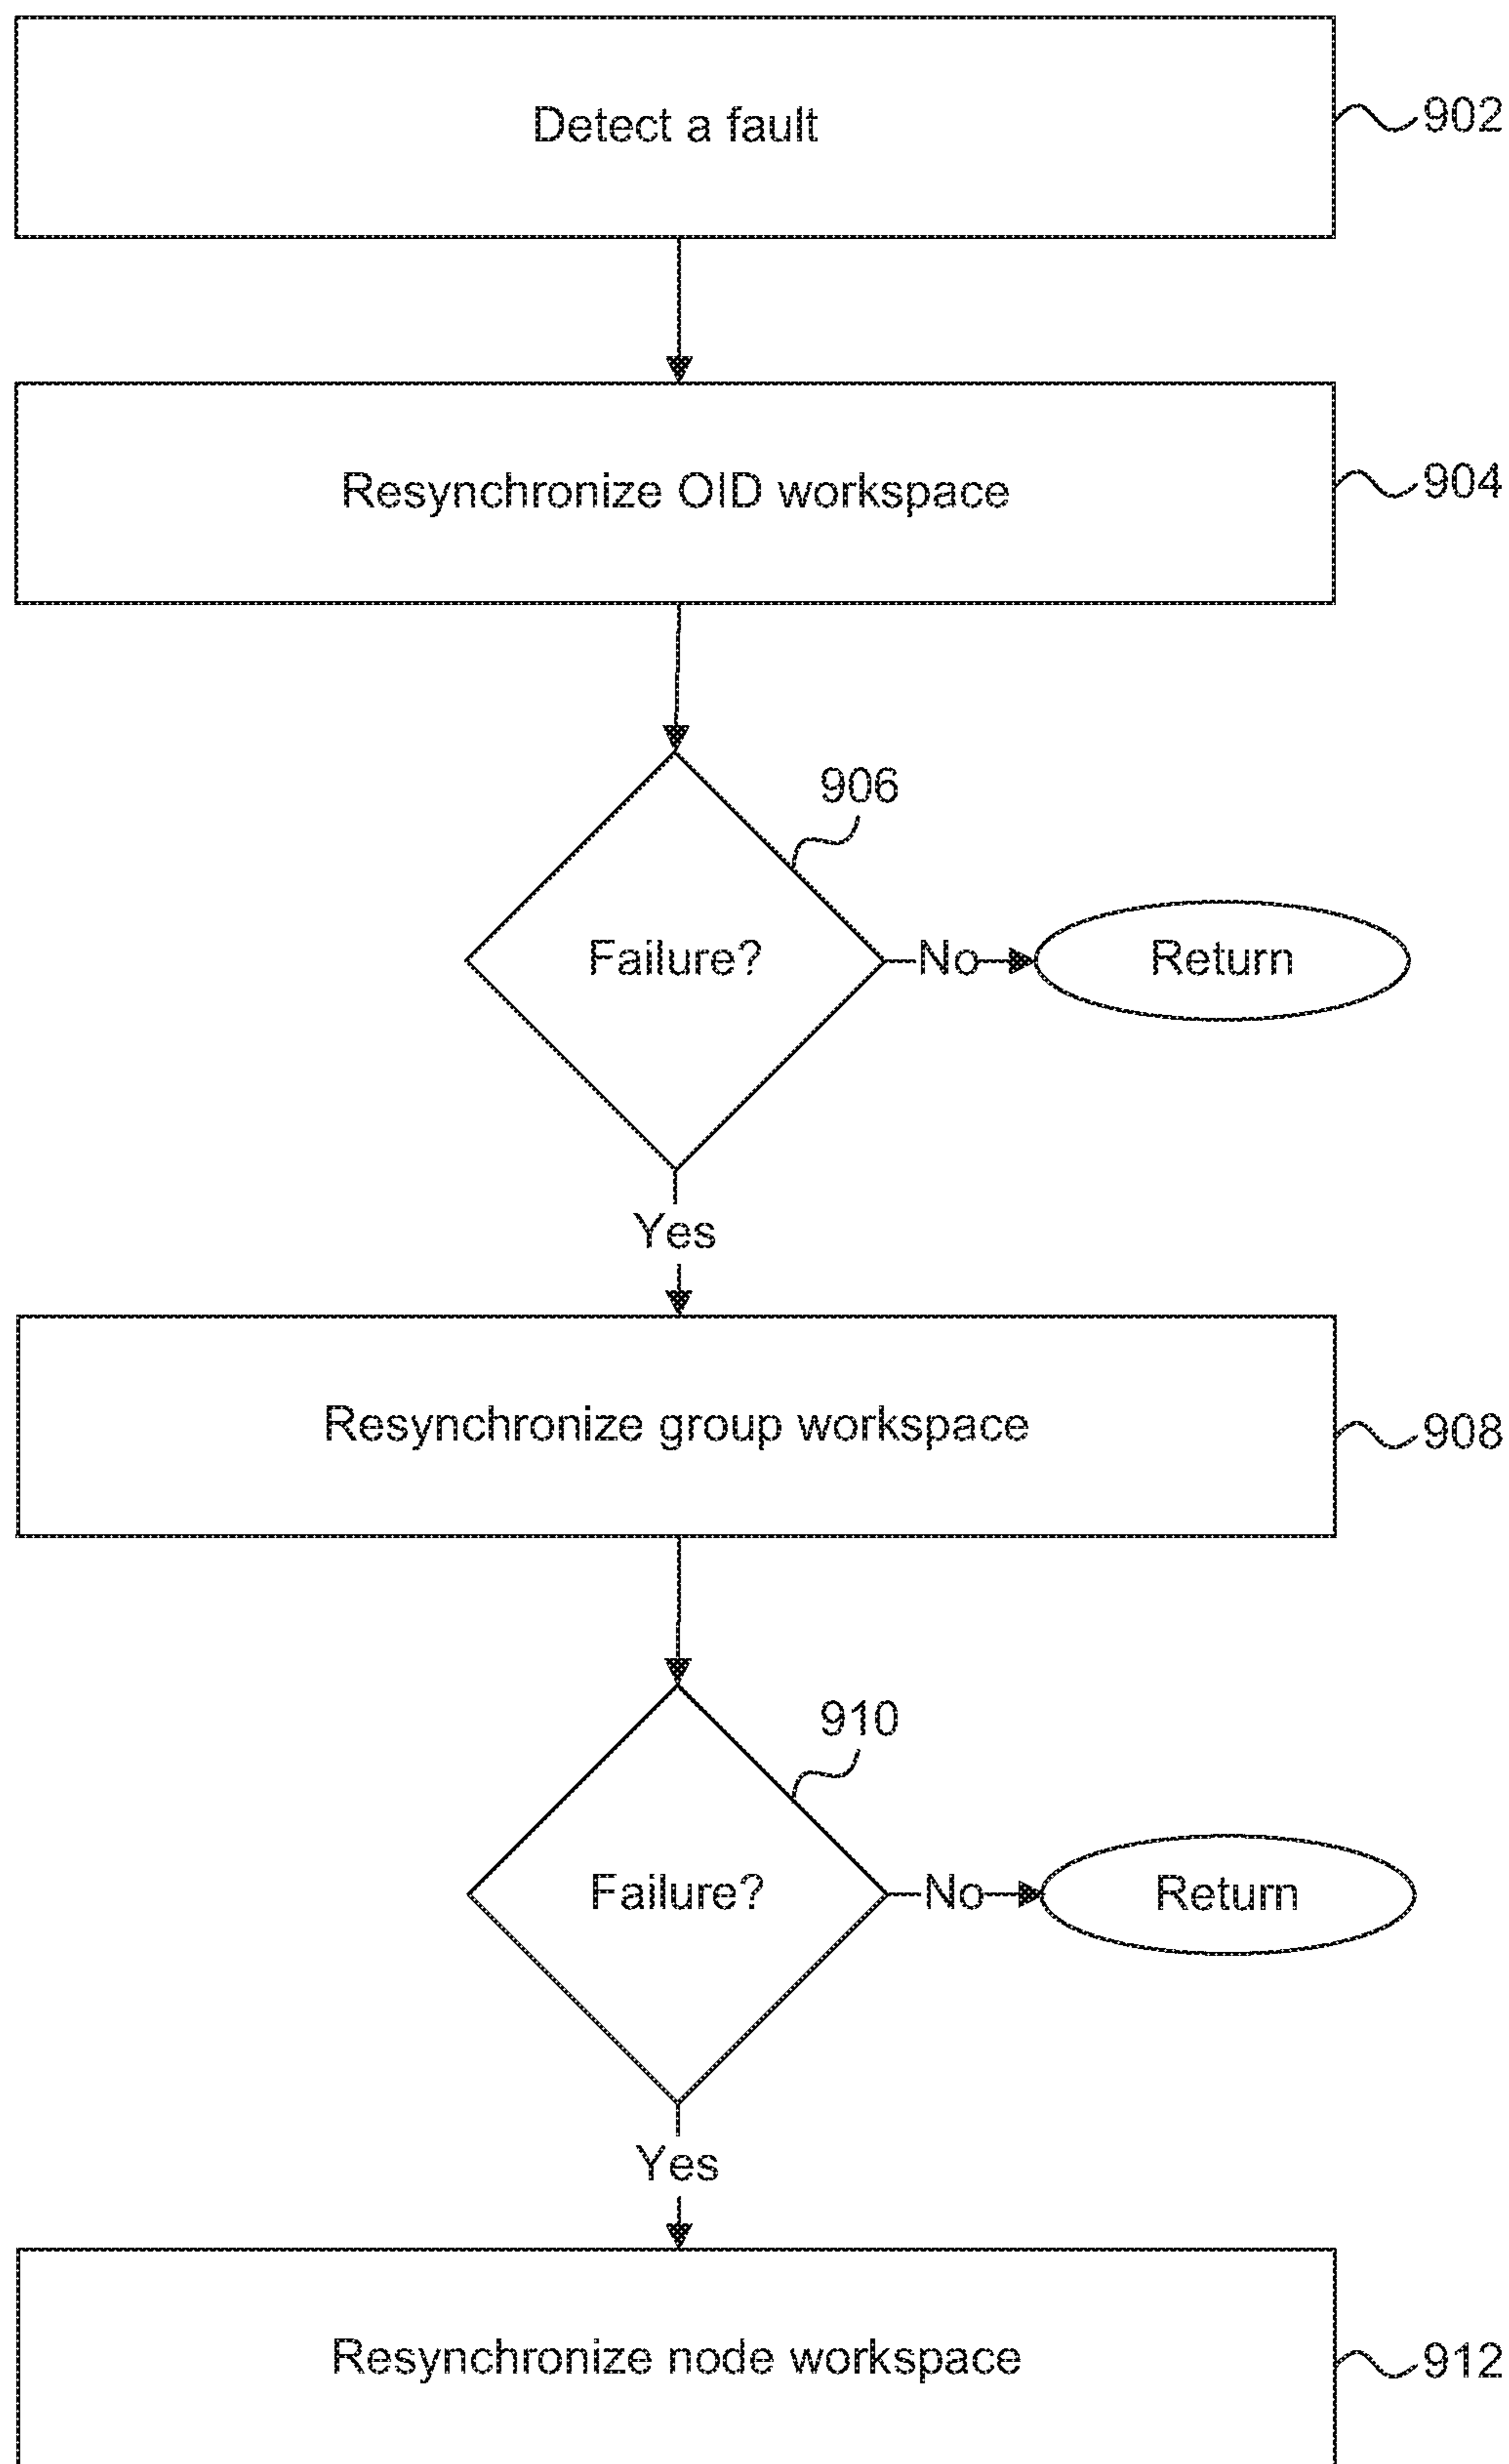 Detect a fault
902
Resynchronize OID workspace
904
906
Failure?
No
Return
Yes
Resynchronize group workspace
908
910
Failure?
No
Return
Yes
Resynchronize node workspace
912